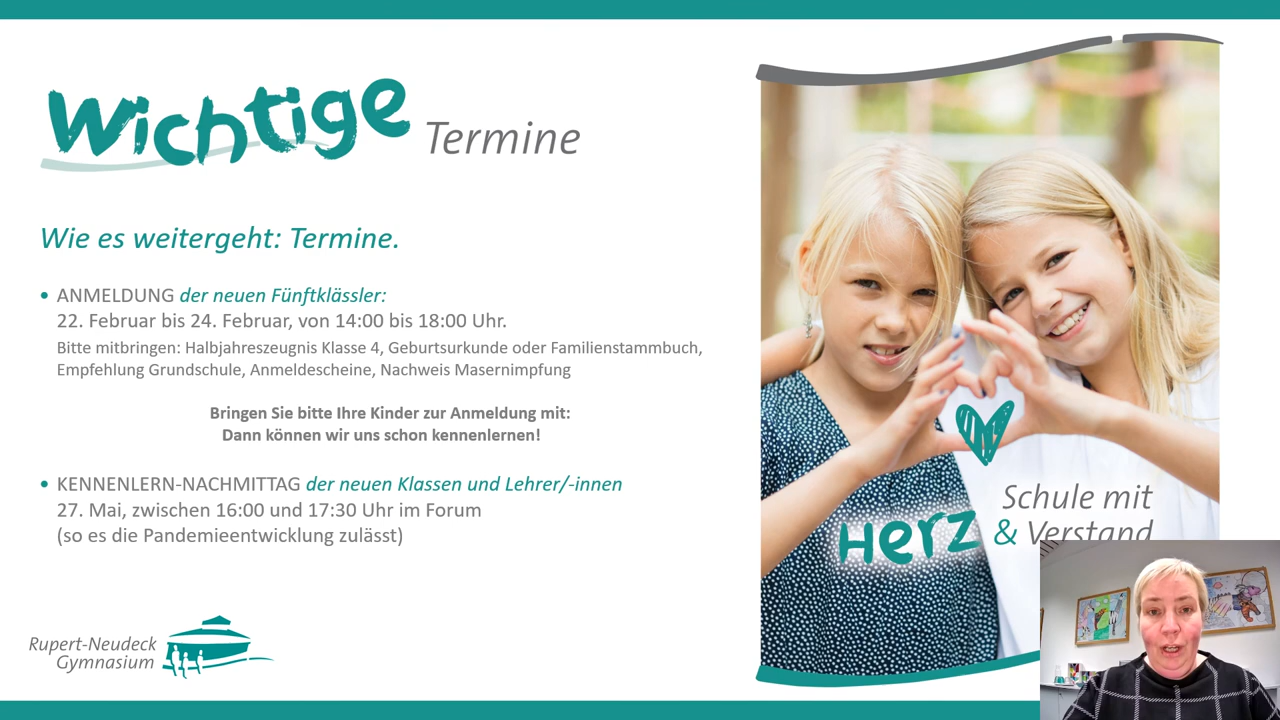 Wichtige Termine
Wie es weitergeht: Termine.
• ANMELDUNG der neuen Fünftklässler:
22. Februar bis 24. Februar, von 14:00 bis 18:00 Uhr.
Bitte mitbringen: Halbjahreszeugnis Klasse 4, Geburtsurkunde oder Familienstammbuch,
Empfehlung Grundschule, Anmeldescheine, Nachweis Masernimpfung
Bringen Sie bitte Ihre Kinder zur Anmeldung mit:
Dann können wir uns schon kennenlernen!
• KENNENLERN-NACHMITTAG der neuen Klassen und Lehrer/-innen
27. Mai, zwischen 16:00 und 17:30 Uhr im Forum
(so es die Pandemieentwicklung zulässt)
Schule mit
Herz & Verstand
Rupert-Neudeck
Gymnasium